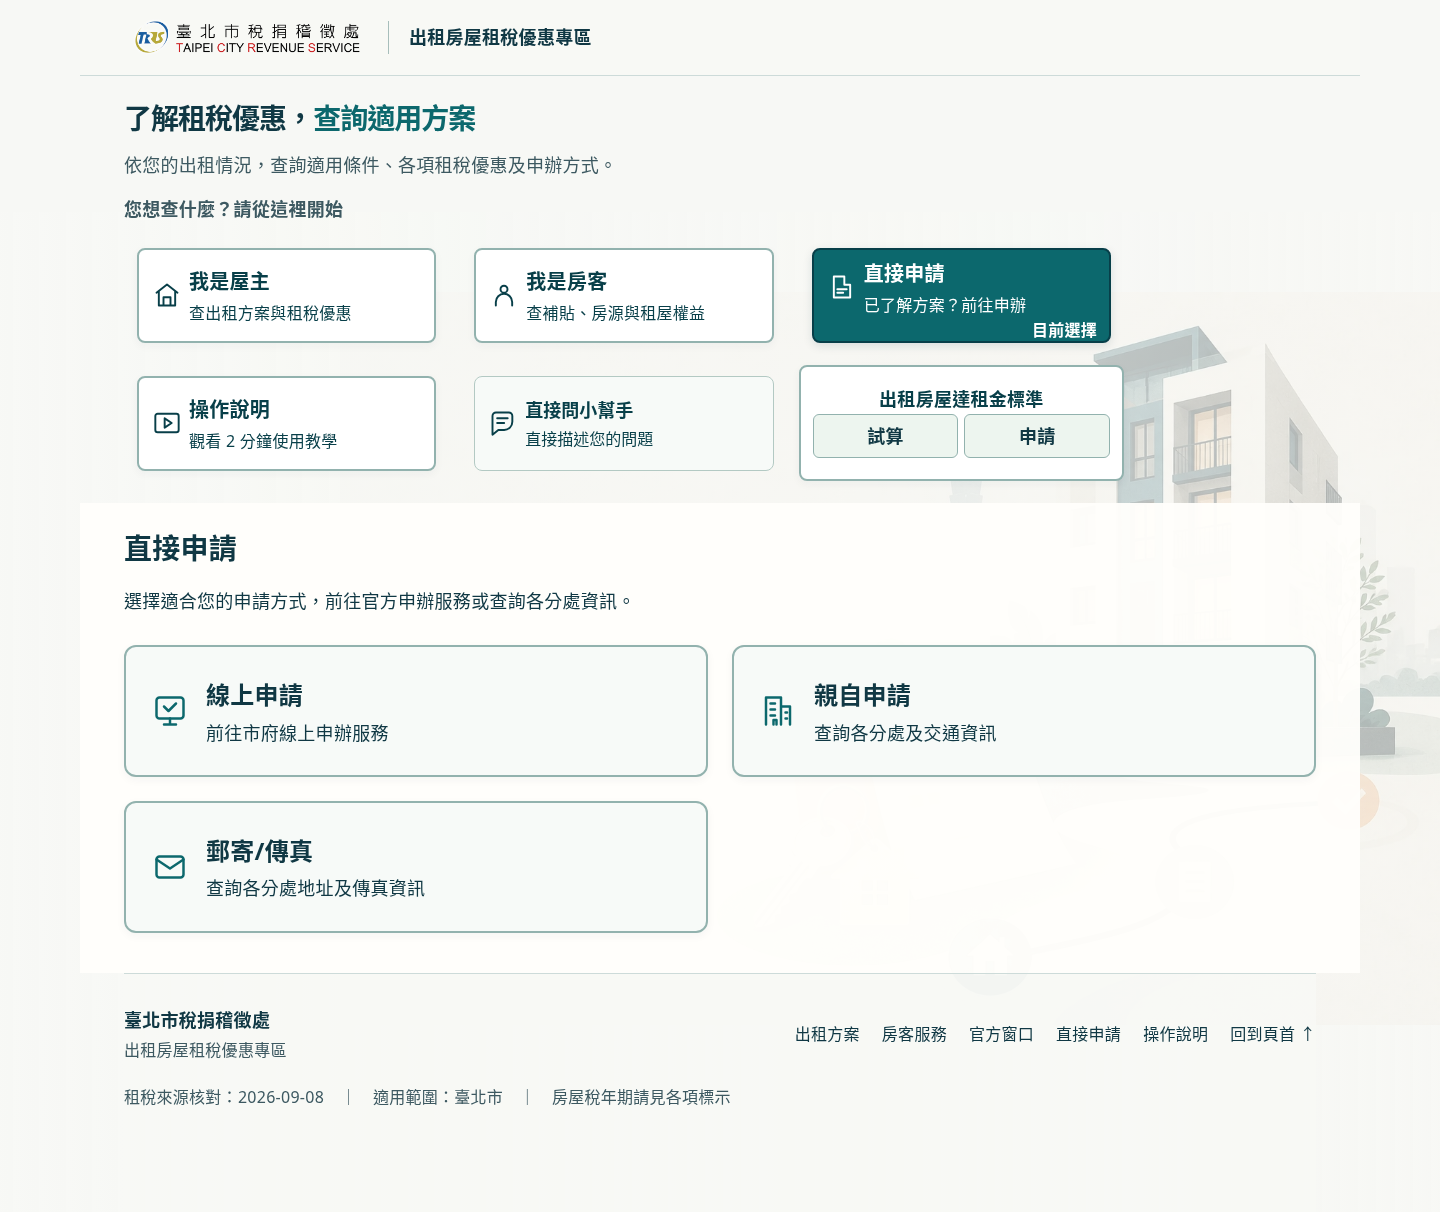 臺北市稅捐稽徵處
TAIPEI CITY REVENUE SERVICE
出租房屋租稅優惠專區
了解租稅優惠，查詢適用方案
依您的出租情況，查詢適用條件、各項租稅優惠及申辦方式。
您想查什麼？請從這裡開始
我是屋主
查出租方案與租稅優惠
我是房客
查補貼、房源與租屋權益
直接申請
已了解方案？前往申辦
目前選擇
操作說明
觀看 2 分鐘使用教學
直接問小幫手
直接描述您的問題
出租房屋達租金標準
試算
申請
直接申請
選擇適合您的申請方式，前往官方申辦服務或查詢各分處資訊。
線上申請
前往市府線上申辦服務
親自申請
查詢各分處及交通資訊
郵寄/傳真
查詢各分處地址及傳真資訊
臺北市稅捐稽徵處
出租房屋租稅優惠專區
出租方案 房客服務 官方窗口 直接申請 操作說明 回到頁首 ↑
租稅來源核對：2026-09-08 ｜ 適用範圍：臺北市 ｜ 房屋稅年期請見各項標示